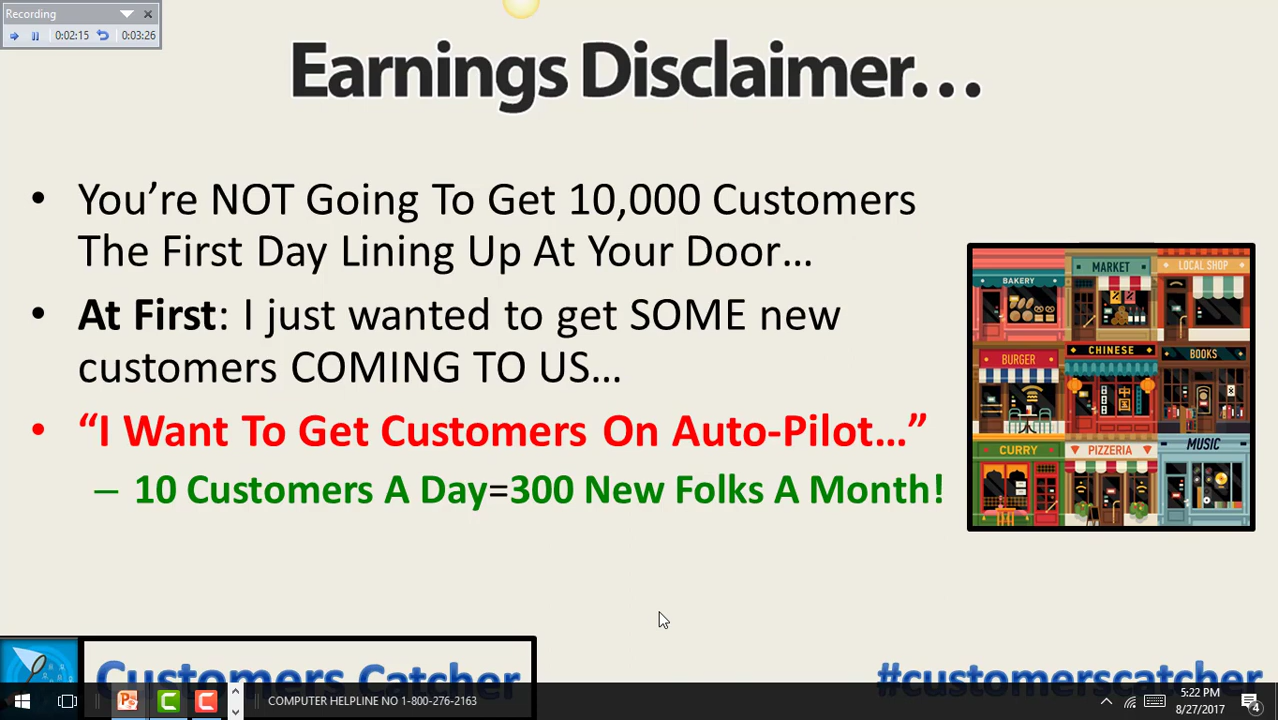 Recording
0:02:15
0:03:26
Earnings Disclaimer…
• You’re NOT Going To Get 10,000 Customers
The First Day Lining Up At Your Door…
• At First: I just wanted to get SOME new
customers COMING TO US…
• “I Want To Get Customers On Auto-Pilot…”
– 10 Customers A Day=300 New Folks A Month!
BAKERY
MARKET
LOCAL SHOP
BURGER
CHINESE
BOOKS
中国
CURRY
PIZZERIA
MUSIC
Customers Catcher
#customerscatcher
COMPUTER HELPLINE NO 1-800-276-2163
5:22 PM
8/27/2017
4